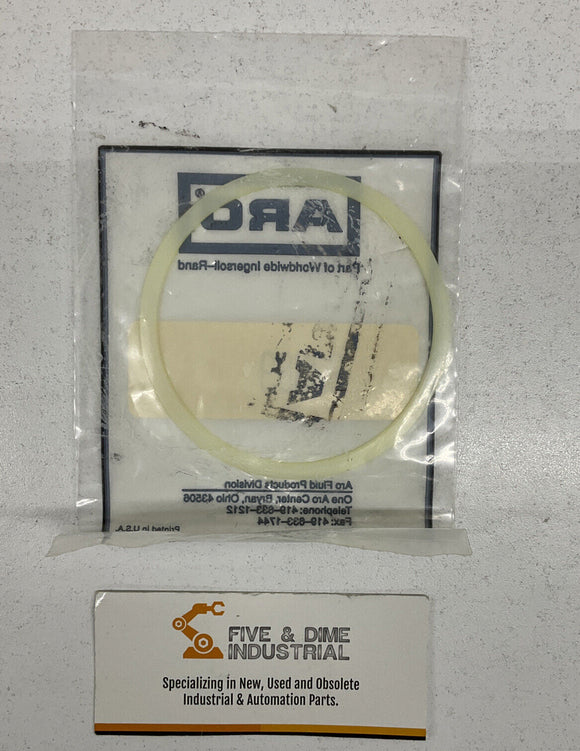 ARO®
Part of Worldwide Ingersoll-Rand
A
Aro Fluid Products Division
One Aro Center, Bryan, Ohio 43506
Telephone: 419-633-1212
Fax: 419-633-1744
Printed in U.S.A.
FIVE & DIME
INDUSTRIAL
Specializing in New, Used and Obsolete
Industrial & Automation Parts.